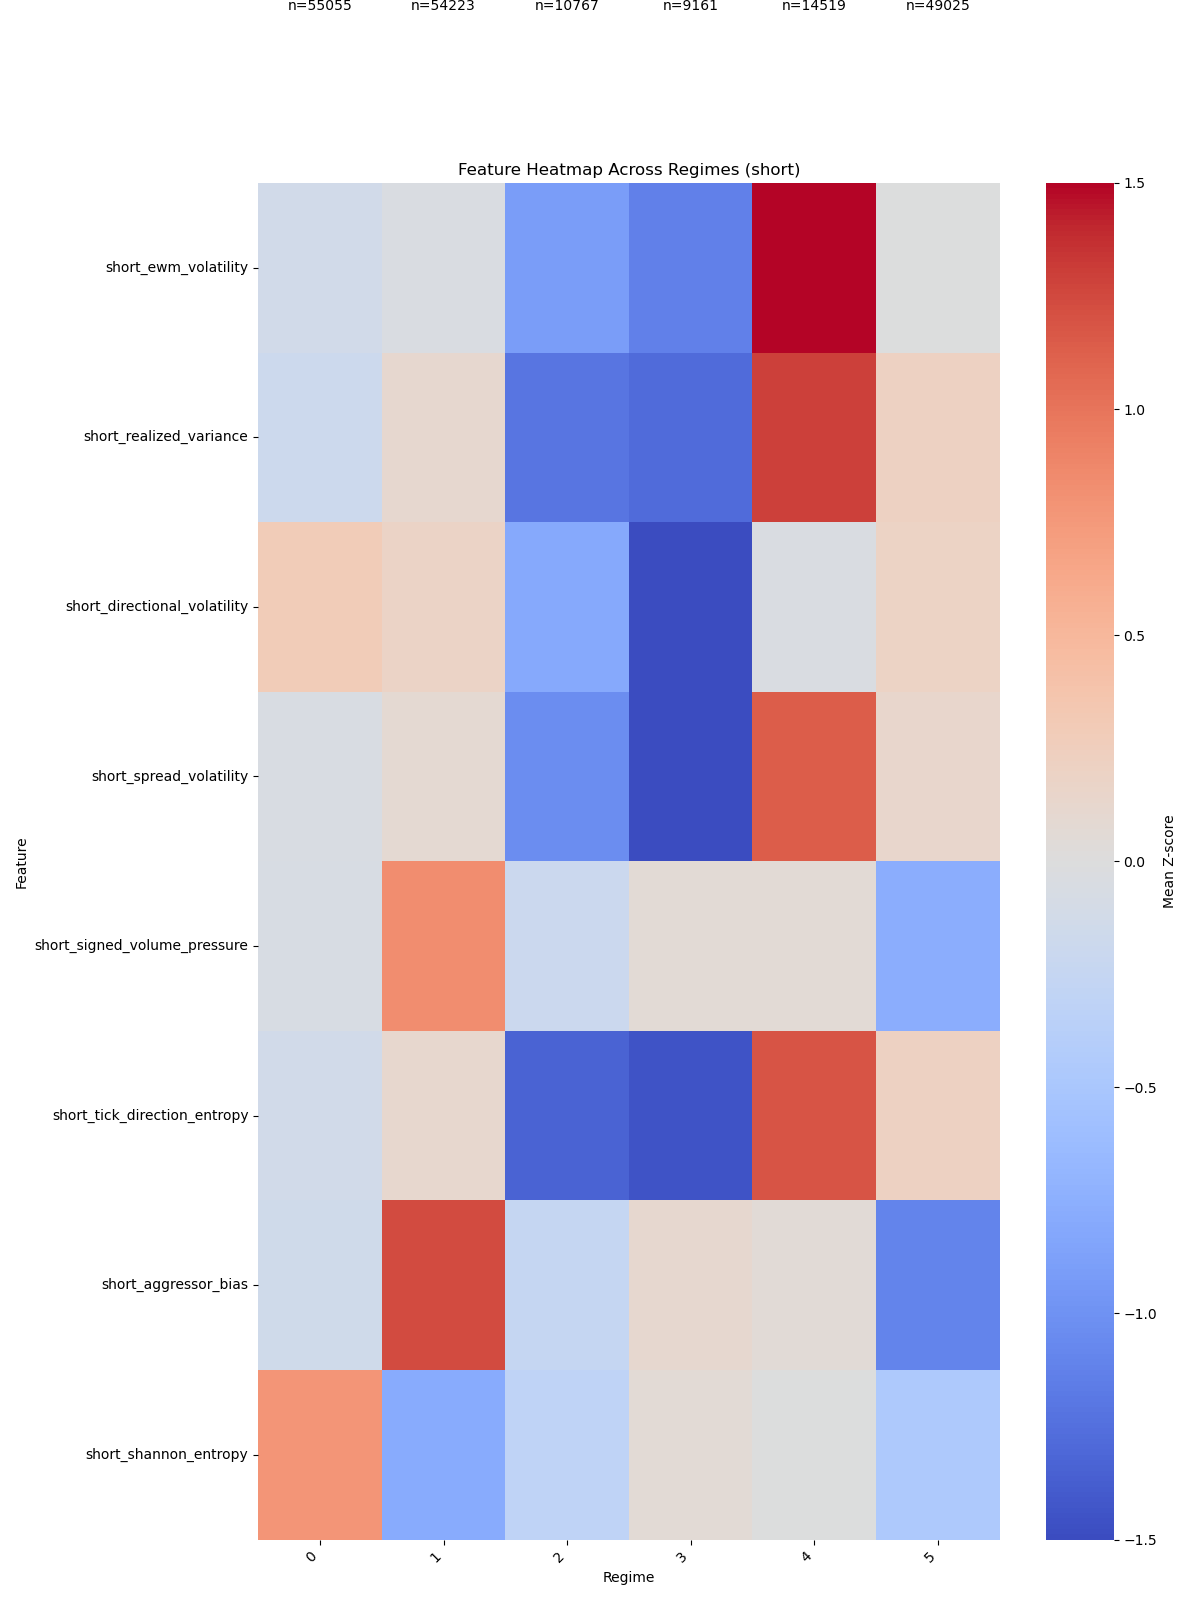 n=55055 n=54223 n=10767 n=9161 n=14519 n=49025
Feature Heatmap Across Regimes (short)
short_ewm_volatility
short_realized_variance
short_directional_volatility
short_spread_volatility
short_signed_volume_pressure
short_tick_direction_entropy
short_aggressor_bias
short_shannon_entropy
Feature
0 1 2 3 4 5
Regime
1.5
1.0
0.5
0.0
−0.5
−1.0
−1.5
Mean Z-score